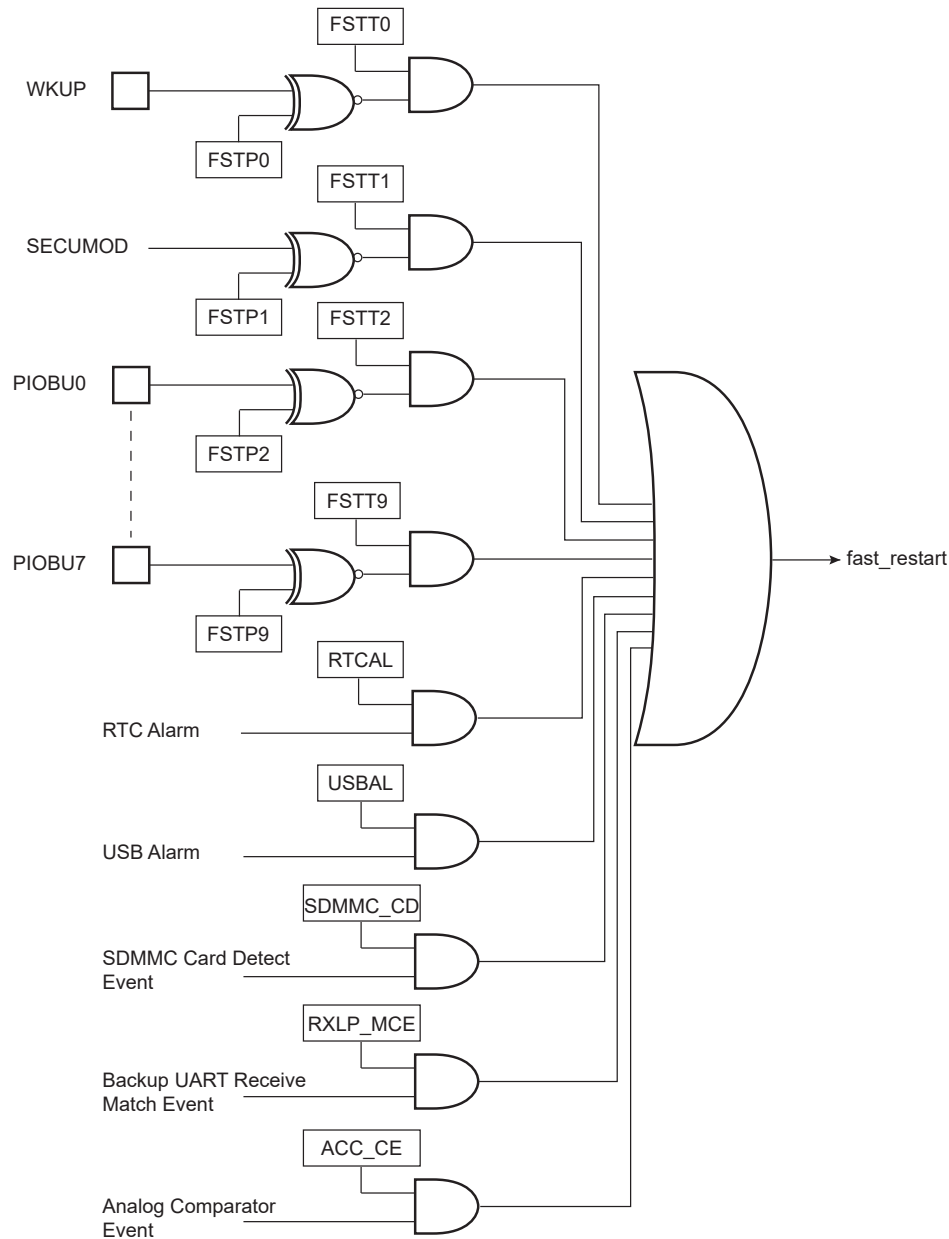 FSTT0
WKUP
FSTP0
FSTT1
SECUMOD
FSTP1
FSTT2
PIOBU0
FSTP2
FSTT9
PIOBU7
fast_restart
FSTP9
RTCAL
RTC Alarm
USBAL
USB Alarm
SDMMC_CD
SDMMC Card Detect
Event
RXLP_MCE
Backup UART Receive
Match Event
ACC_CE
Analog Comparator
Event